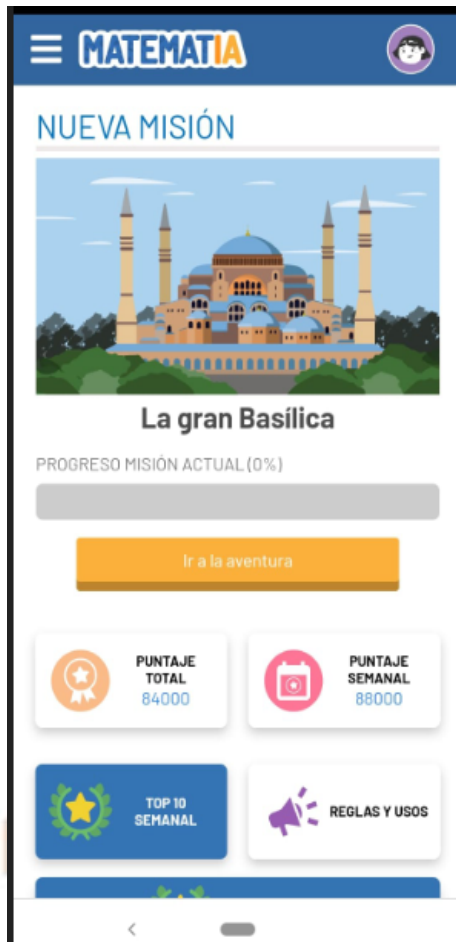 MATEMATIA
NUEVA MISIÓN
La gran Basílica
PROGRESO MISIÓN ACTUAL (0%)
Ir a la aventura
PUNTAJE
TOTAL
84000
PUNTAJE
SEMANAL
88000
TOP 10
SEMANAL
REGLAS Y USOS